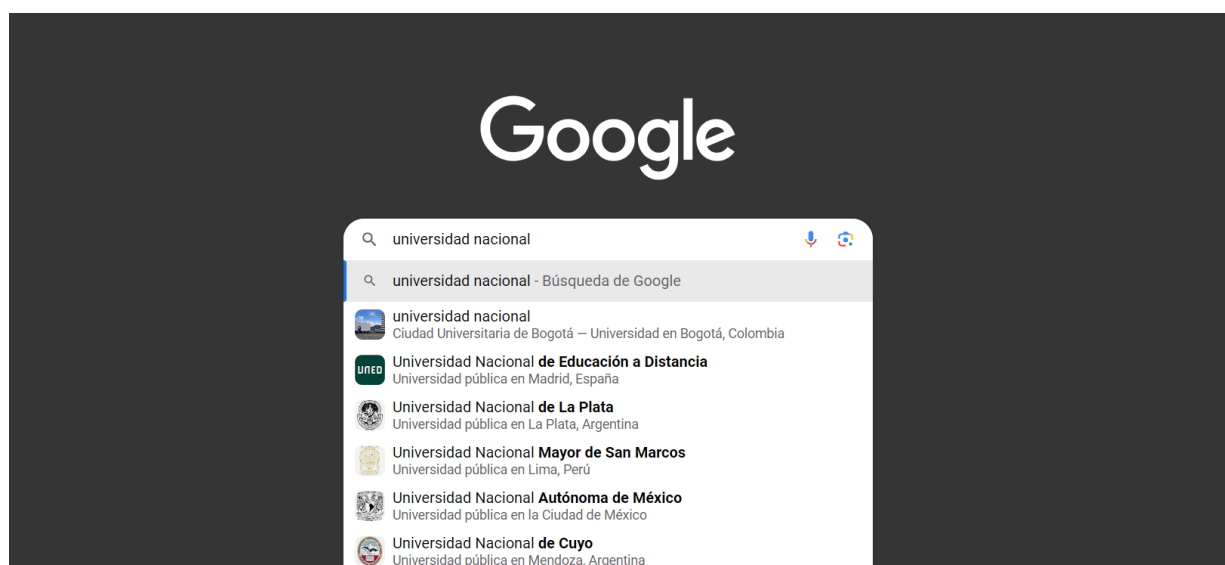 Google
universidad nacional
universidad nacional - Búsqueda de Google
universidad nacional
Ciudad Universitaria de Bogotá — Universidad en Bogotá, Colombia
UNED
Universidad Nacional de Educación a Distancia
Universidad pública en Madrid, España
Universidad Nacional de La Plata
Universidad pública en La Plata, Argentina
Universidad Nacional Mayor de San Marcos
Universidad pública en Lima, Perú
Universidad Nacional Autónoma de México
Universidad pública en la Ciudad de México
Universidad Nacional de Cuyo
Universidad pública en Mendoza, Argentina